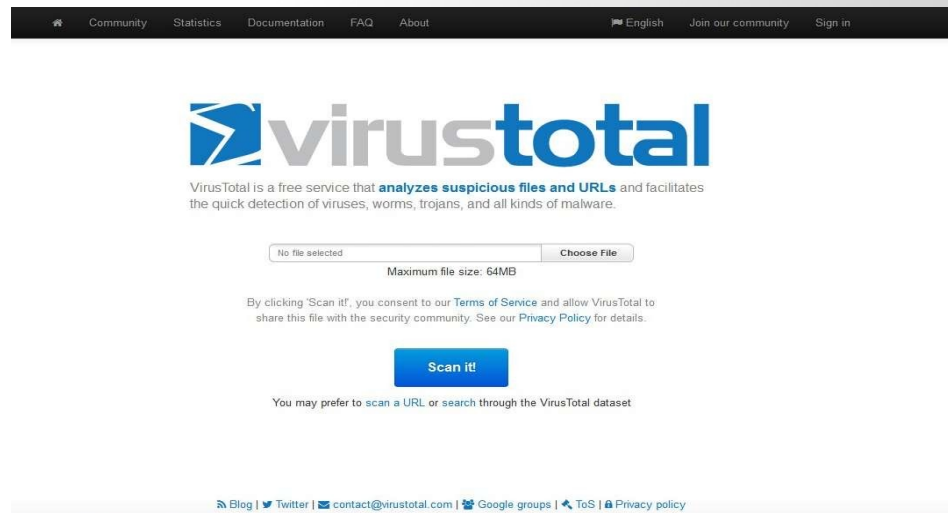 Community Statistics Documentation FAQ About English Join our community Sign in
virustotal
VirusTotal is a free service that analyzes suspicious files and URLs and facilitates
the quick detection of viruses, worms, trojans, and all kinds of malware.
No file selected Choose File
Maximum file size: 64MB
By clicking 'Scan it!', you consent to our Terms of Service and allow VirusTotal to
share this file with the security community. See our Privacy Policy for details.
Scan it!
You may prefer to scan a URL or search through the VirusTotal dataset
Blog | Twitter | contact@virustotal.com | Google groups | ToS | Privacy policy